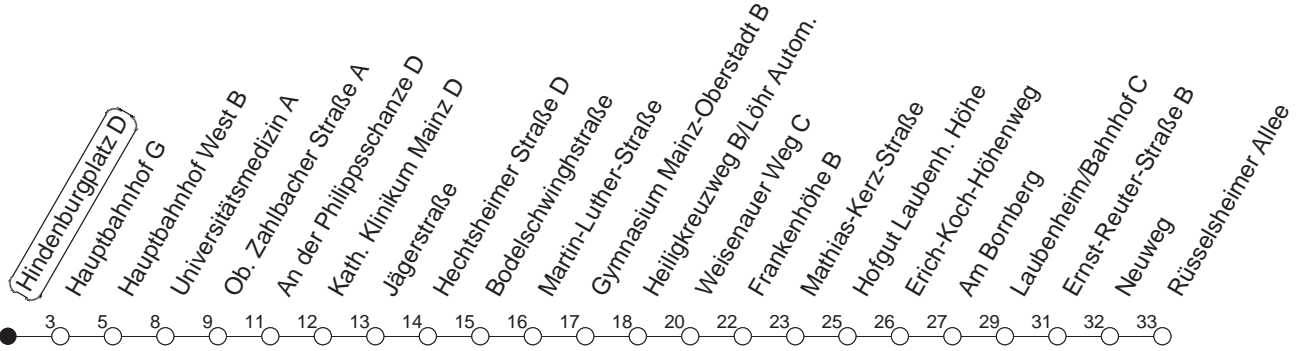 Hindenburgplatz D
Hauptbahnhof G
Hauptbahnhof West B
Universitätsmedizin A
Ob. Zahlbacher Straße A
An der Philippsschanze D
Kath. Klinikum Mainz D
Jägerstraße
Hechtsheimer Straße D
Bodelschwinghstraße
Martin-Luther-Straße
Gymnasium Mainz-Oberstadt B
Heiligkreuzweg B/Löhr Autom.
Weisenauer Weg C
Frankenhöhe B
Mathias-Kerz-Straße
Hofgut Laubenh. Höhe
Erich-Koch-Höhenweg
Am Bornberg
Laubenheim/Bahnhof C
Ernst-Reuter-Straße B
Neuweg
Rüsselsheimer Allee
3 5 8 9 11 12 13 14 15 16 17 18 20 22 23 25 26 27 29 31 32 33